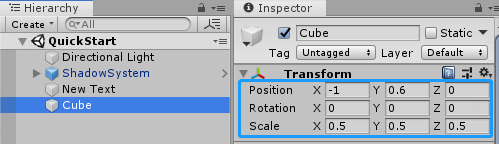 Hierarchy
Create
All
QuickStart
Directional Light
ShadowSystem
New Text
Cube
Inspector
Cube
Static
Tag Untagged Layer Default
Transform
Position X -1 Y 0.6 Z 0
Rotation X 0 Y 0 Z 0
Scale X 0.5 Y 0.5 Z 0.5